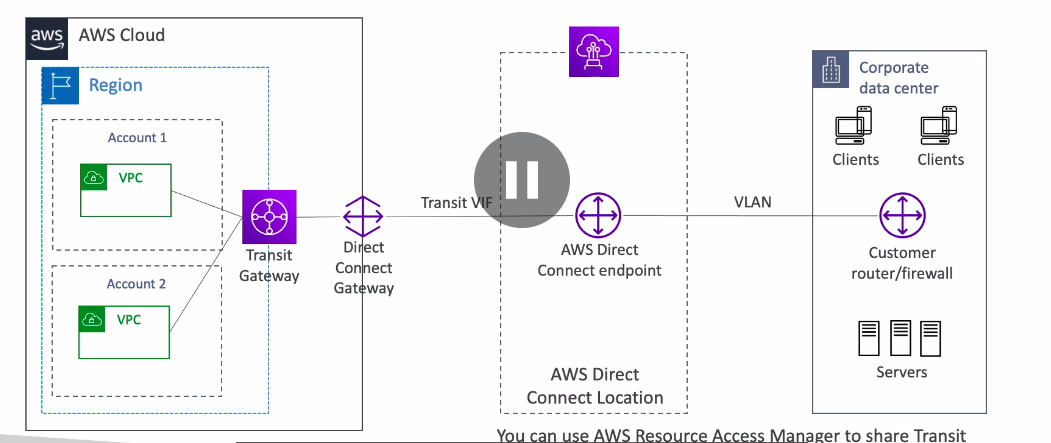 aws
AWS Cloud
Region
Account 1
VPC
Account 2
VPC
Transit
Gateway
Direct
Connect
Gateway
Transit VIF
AWS Direct
Connect endpoint
AWS Direct
Connect Location
VLAN
Corporate
data center
Clients
Clients
Customer
router/firewall
Servers
You can use AWS Resource Access Manager to share Transit